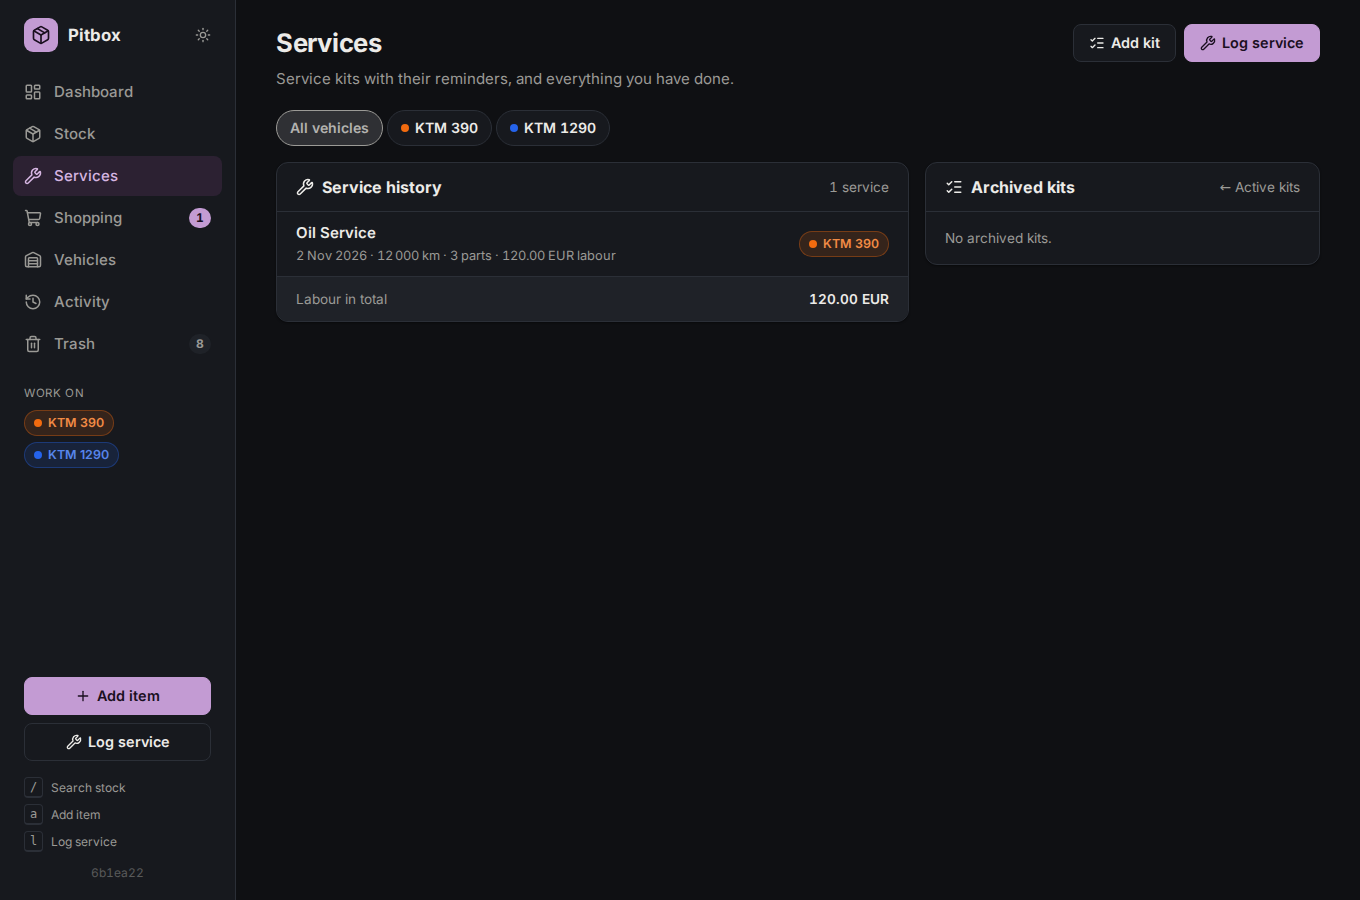 Pitbox
Dashboard
Stock
Services
Shopping
1
Vehicles
Activity
Trash
8
WORK ON
KTM 390
KTM 1290
+ Add item
Log service
/ Search stock
a Add item
l Log service
6b1ea22
Services
Service kits with their reminders, and everything you have done.
Add kit
Log service
All vehicles
KTM 390
KTM 1290
Service history
1 service
Oil Service
2 Nov 2026 · 12 000 km · 3 parts · 120.00 EUR labour
KTM 390
Labour in total
120.00 EUR
Archived kits
← Active kits
No archived kits.